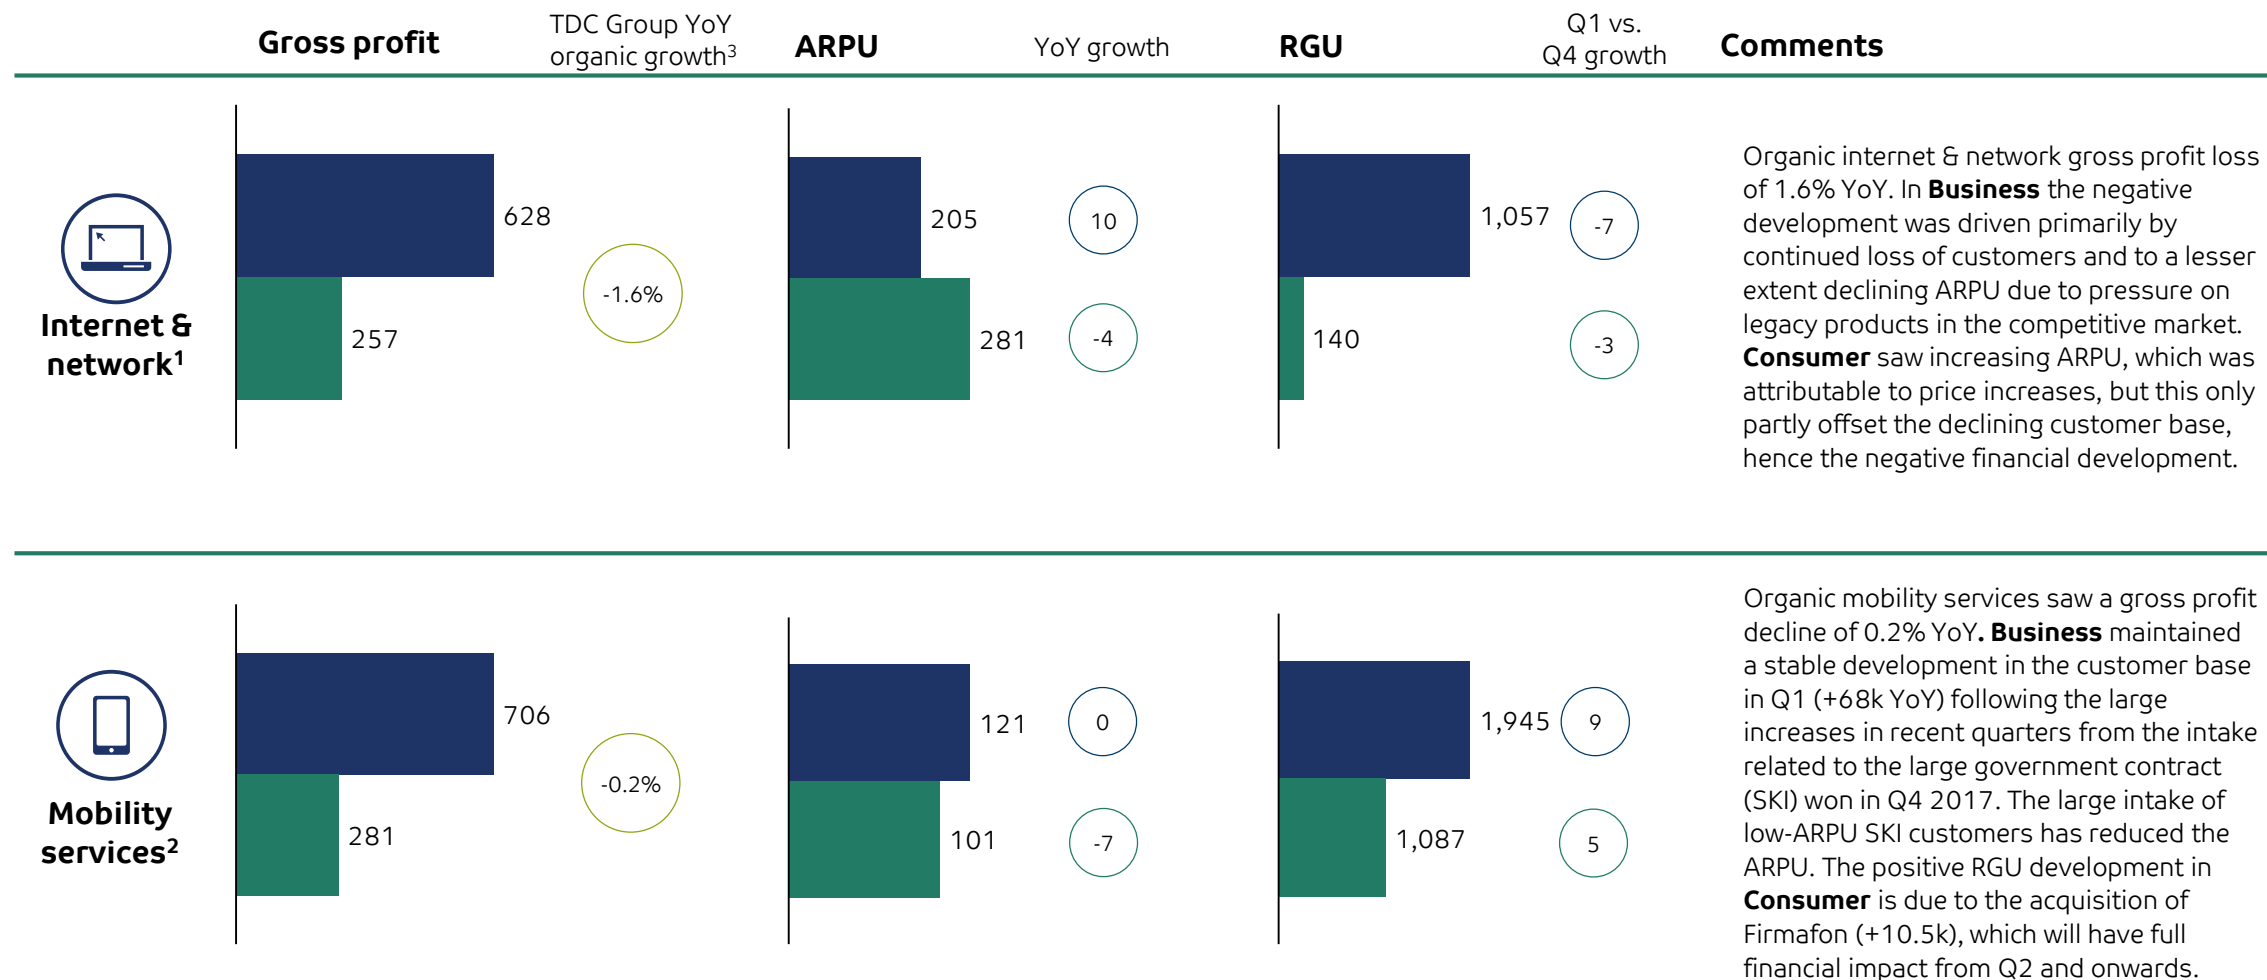 Gross profit
TDC Group YoY
organic growth³
ARPU
YoY growth
RGU
Q1 vs.
Q4 growth
Comments
Internet &
network¹
628
257
-1.6%
205
281
10
-4
1,057
140
-7
-3
Organic internet & network gross profit loss
of 1.6% YoY. In Business the negative
development was driven primarily by
continued loss of customers and to a lesser
extent declining ARPU due to pressure on
legacy products in the competitive market.
Consumer saw increasing ARPU, which was
attributable to price increases, but this only
partly offset the declining customer base,
hence the negative financial development.
Mobility
services²
706
281
-0.2%
121
101
0
-7
1,945
1,087
9
5
Organic mobility services saw a gross profit
decline of 0.2% YoY. Business maintained
a stable development in the customer base
in Q1 (+68k YoY) following the large
increases in recent quarters from the intake
related to the large government contract
(SKI) won in Q4 2017. The large intake of
low-ARPU SKI customers has reduced the
ARPU. The positive RGU development in
Consumer is due to the acquisition of
Firmafon (+10.5k), which will have full
financial impact from Q2 and onwards.